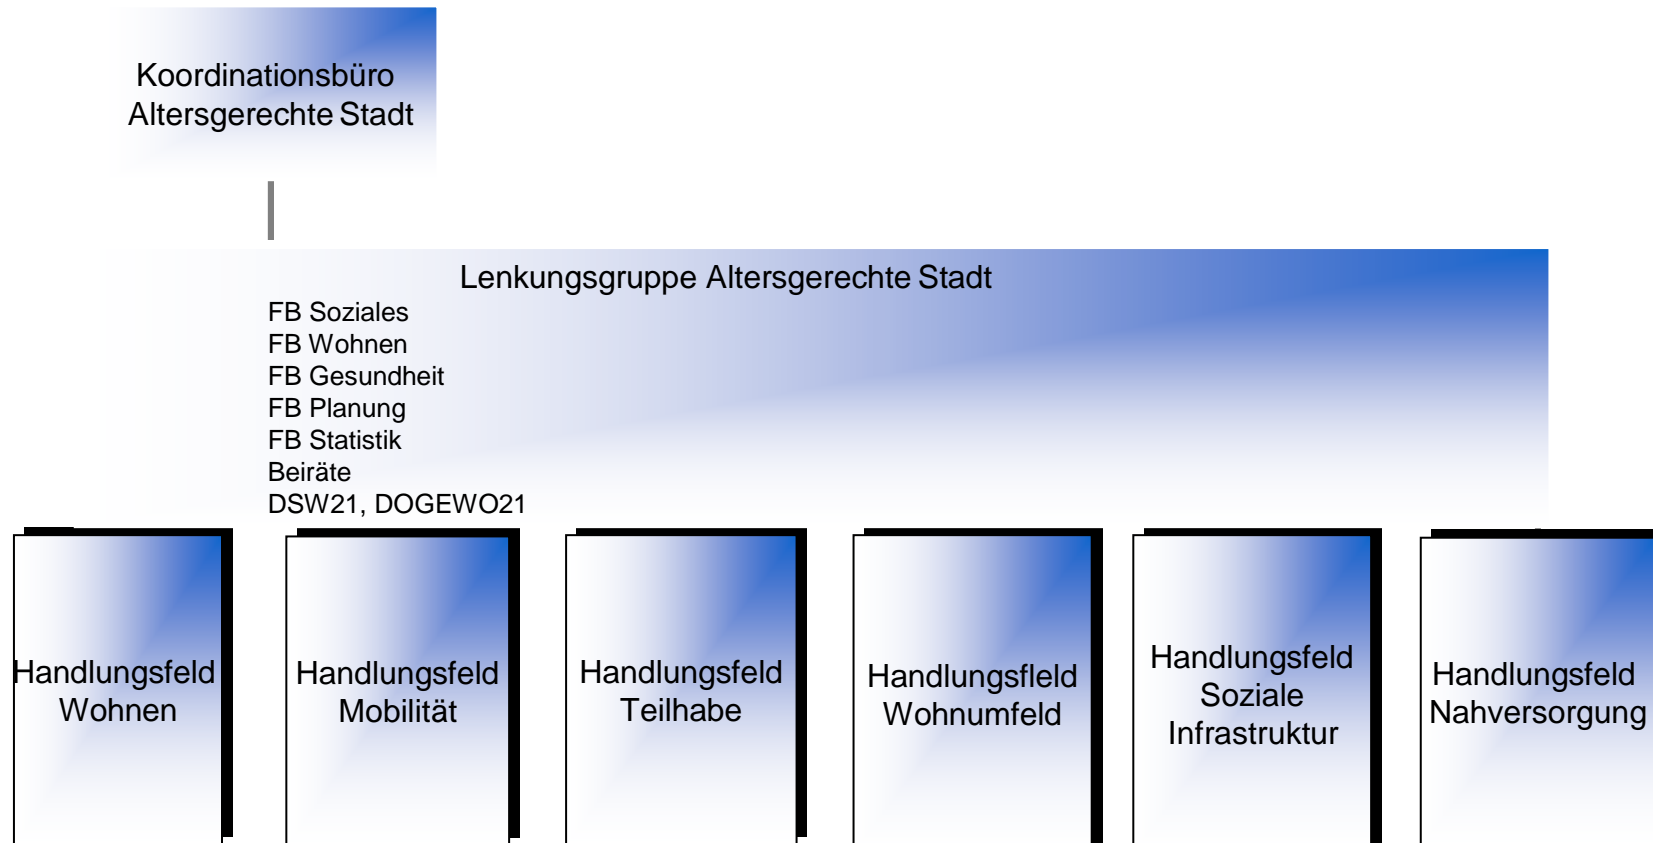 Koordinationsbüro
Altersgerechte Stadt
Lenkungsgruppe Altersgerechte Stadt
FB Soziales
FB Wohnen
FB Gesundheit
FB Planung
FB Statistik
Beiräte
DSW21, DOGEWO21
Handlungsfeld
Wohnen
Handlungsfeld
Mobilität
Handlungsfeld
Teilhabe
Handlungsfleld
Wohnumfeld
Handlungsfeld
Soziale
Infrastruktur
Handlungsfeld
Nahversorgung